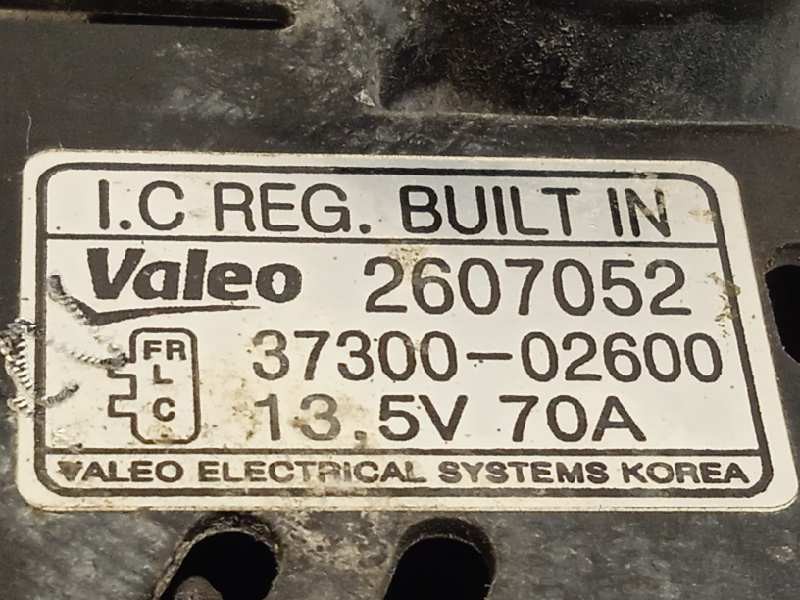 I.C REG. BUILT IN
Valeo 2607052
FR 37300-02600
L
C 13.5V 70A
VALEO ELECTRICAL SYSTEMS KOREA